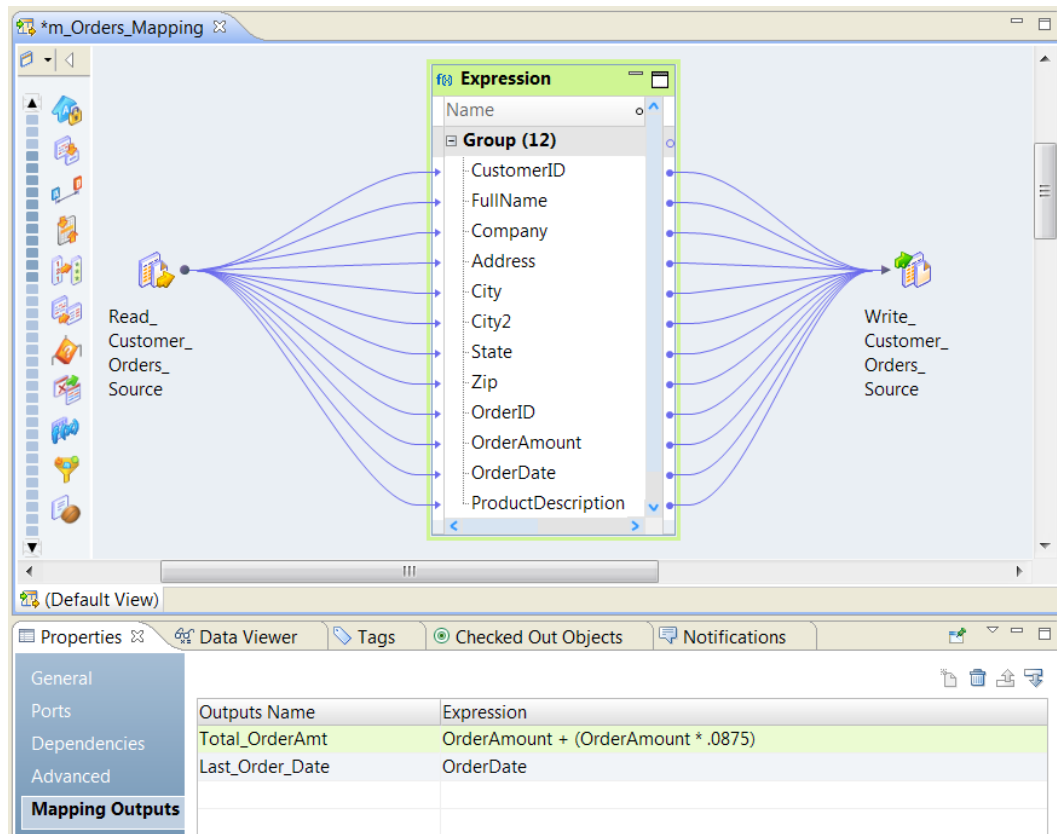 *m_Orders_Mapping
f(x) Expression
Name
Group (12)
CustomerID
FullName
Company
Address
City
City2
State
Zip
OrderID
OrderAmount
OrderDate
ProductDescription
Read_
Customer_
Orders_
Source
Write_
Customer_
Orders_
Source
(Default View)
Properties Data Viewer Tags Checked Out Objects Notifications
General
Ports
Dependencies
Advanced
Mapping Outputs
Outputs Name Expression
Total_OrderAmt OrderAmount + (OrderAmount * .0875)
Last_Order_Date OrderDate